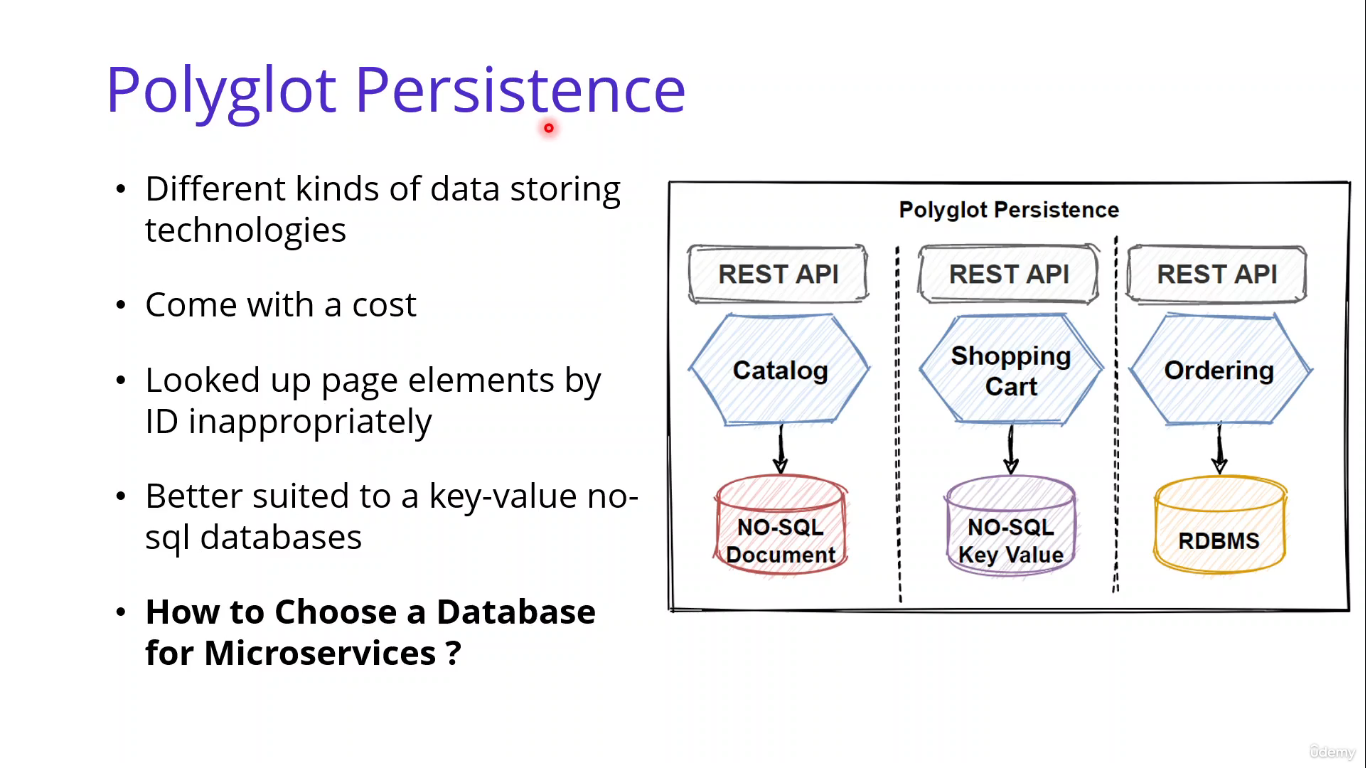 Polyglot Persistence
• Different kinds of data storing
technologies
• Come with a cost
• Looked up page elements by
ID inappropriately
• Better suited to a key-value no-
sql databases
• How to Choose a Database
for Microservices ?
Polyglot Persistence
REST API
REST API
REST API
Catalog
Shopping
Cart
Ordering
NO-SQL
Document
NO-SQL
Key Value
RDBMS
ûdemy